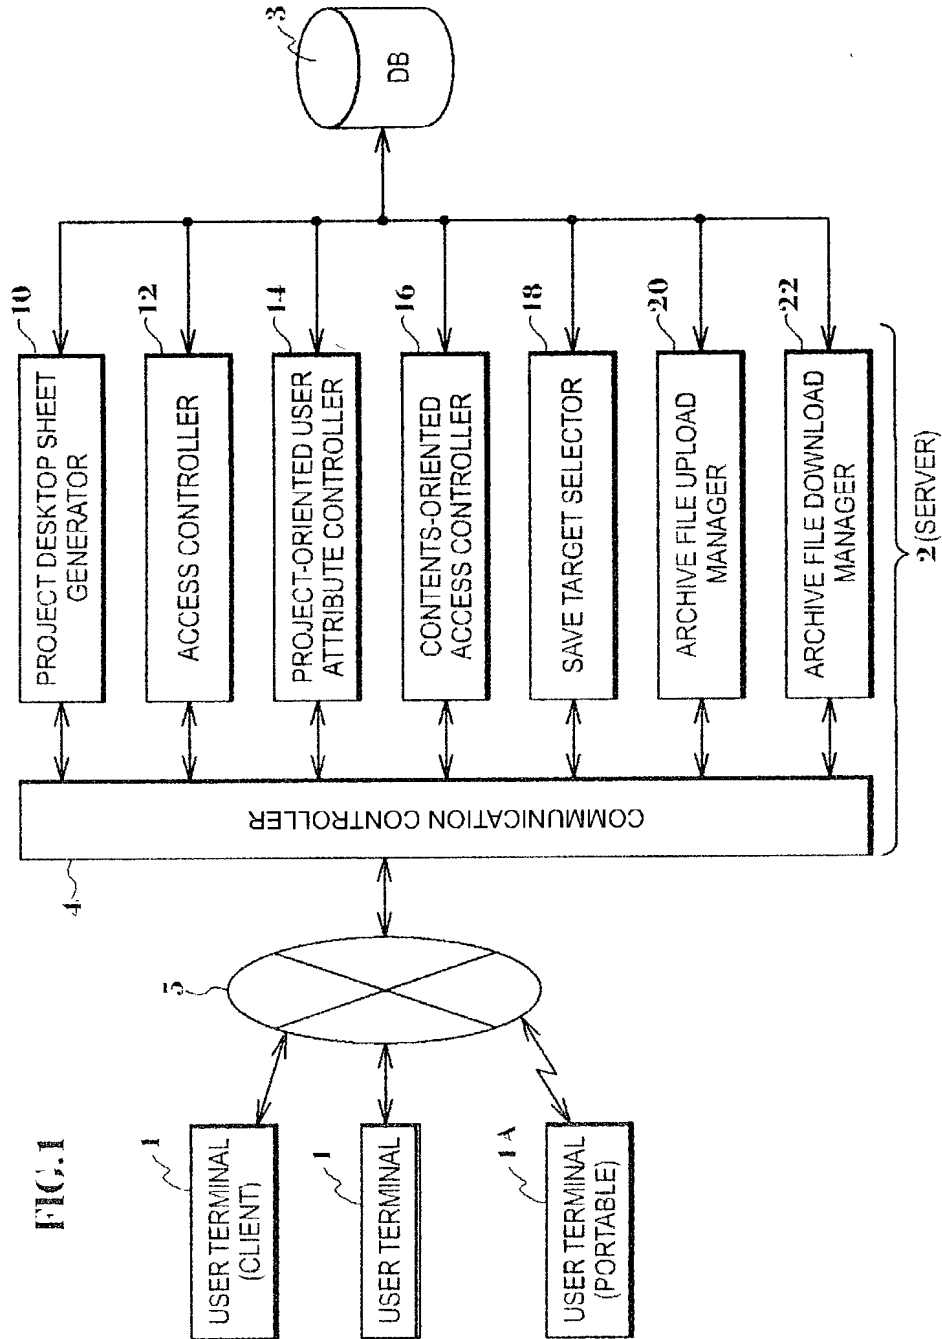 FIG.1
USER TERMINAL
(CLIENT)
1
USER TERMINAL
1
USER TERMINAL
(PORTABLE)
1A
5
4
COMMUNICATION CONTROLLER
PROJECT DESKTOP SHEET
GENERATOR
10
ACCESS CONTROLLER
12
PROJECT-ORIENTED USER
ATTRIBUTE CONTROLLER
14
CONTENTS-ORIENTED
ACCESS CONTROLLER
16
SAVE TARGET SELECTOR
18
ARCHIVE FILE UPLOAD
MANAGER
20
ARCHIVE FILE DOWNLOAD
MANAGER
22
2 (SERVER)
DB
3